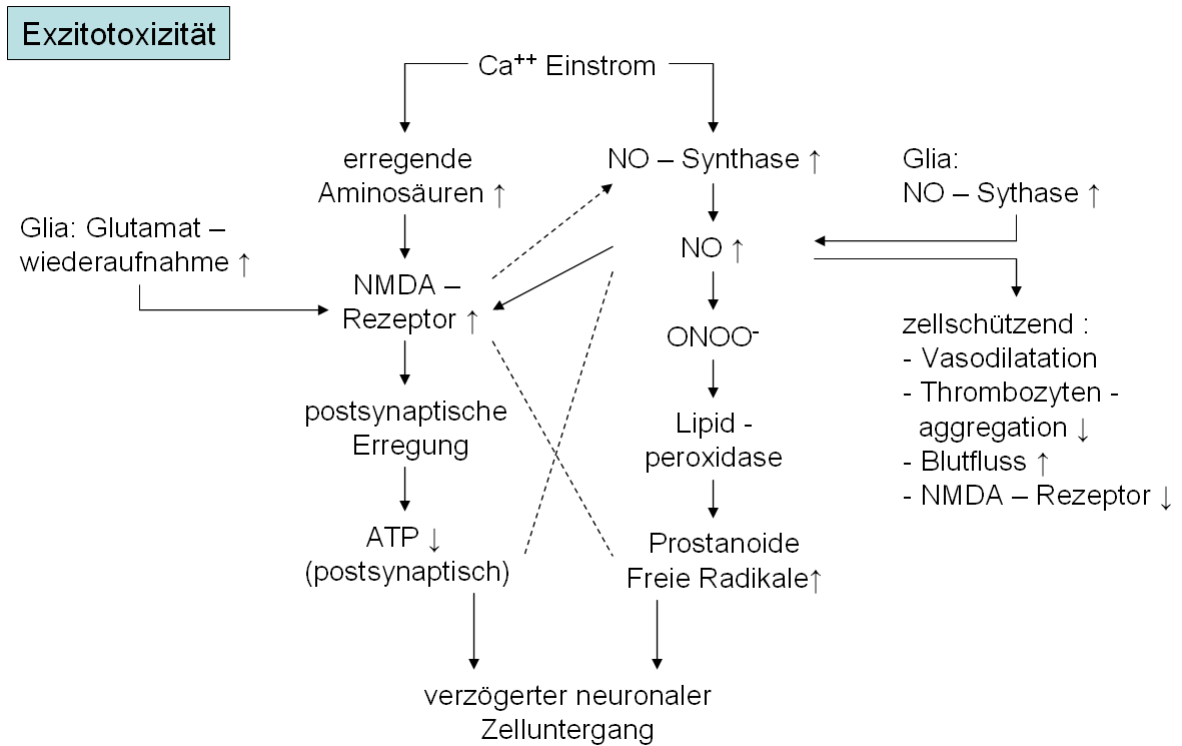 Exzitotoxizität
Ca++ Einstrom
erregende
Aminosäuren ↑
NO – Synthase ↑
Glia:
NO – Sythase ↑
Glia: Glutamat –
wiederaufnahme ↑
NO ↑
NMDA –
Rezeptor ↑
ONOO-
zellschützend :
- Vasodilatation
- Thrombozyten -
aggregation ↓
- Blutfluss ↑
- NMDA – Rezeptor ↓
postsynaptische
Erregung
Lipid -
peroxidase
ATP ↓
(postsynaptisch)
Prostanoide
Freie Radikale↑
verzögerter neuronaler
Zelluntergang